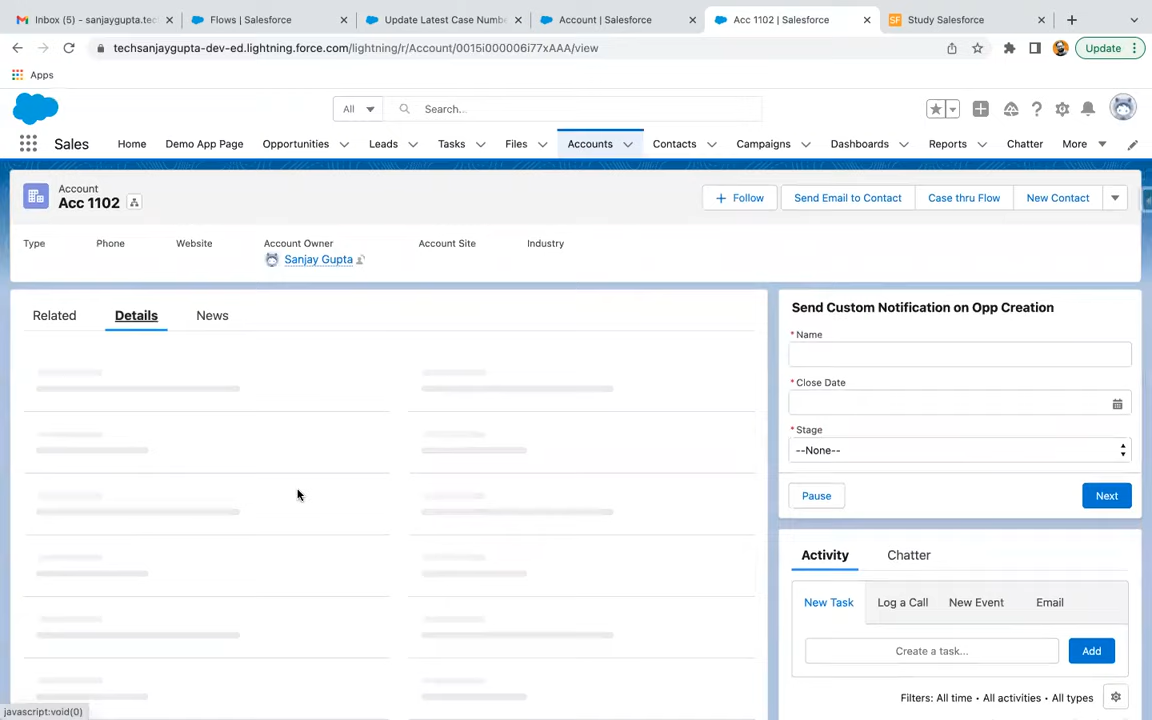 Inbox (5) - sanjaygupta.tec
Flows | Salesforce
Update Latest Case Numbe
Account | Salesforce
Acc 1102 | Salesforce
SF
Study Salesforce
techsanjaygupta-dev-ed.lightning.force.com/lightning/r/Account/0015i000006i77xAAA/view
Update
Apps
All
Search...
Sales
Home
Demo App Page
Opportunities
Leads
Tasks
Files
Accounts
Contacts
Campaigns
Dashboards
Reports
Chatter
More
Account
Acc 1102
+ Follow
Send Email to Contact
Case thru Flow
New Contact
Type
Phone
Website
Account Owner
Account Site
Industry
Sanjay Gupta
Related
Details
News
Send Custom Notification on Opp Creation
* Name
* Close Date
* Stage
--None--
Pause
Next
Activity
Chatter
New Task
Log a Call
New Event
Email
Create a task...
Add
Filters: All time • All activities • All types
javascript:void(0)